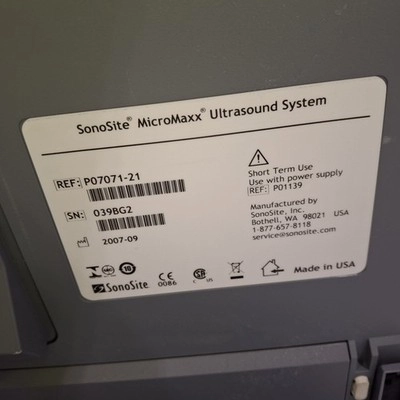 SonoSite® MicroMaxx® Ultrasound System
REF: P07071-21
SN: 039BG2
2007-09
Short Term Use
Use with power supply
REF: P01139
Manufactured by
SonoSite, Inc.
Bothell, WA 98021 USA
1-877-657-8118
service@sonosite.com
10
SonoSite
CE
0086
C US
Made in USA